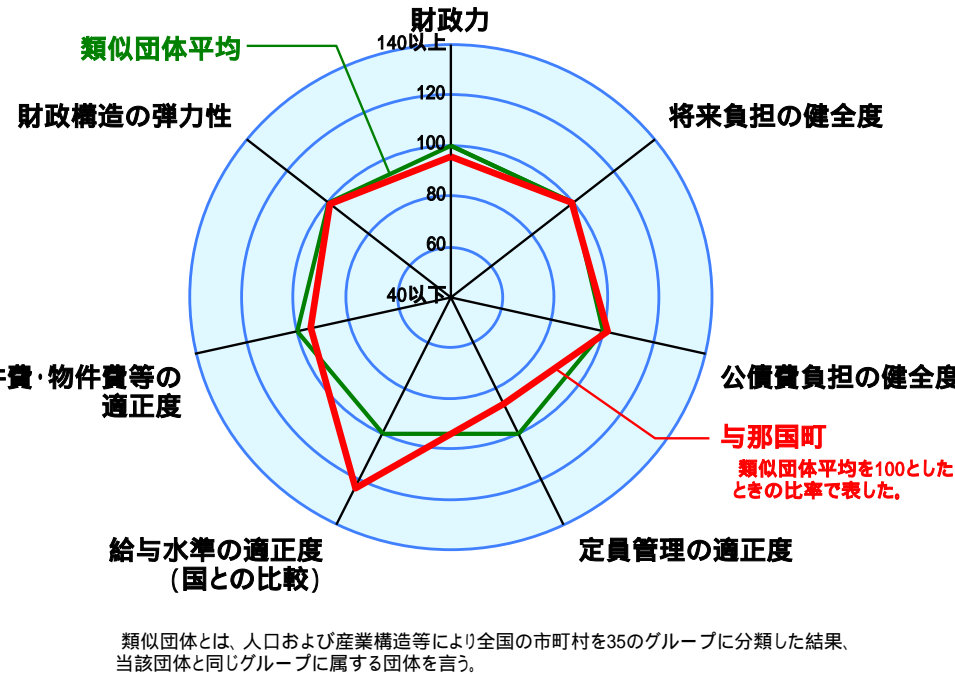 財政力
類似団体平均
140以上
120
100
80
60
40以下
財政構造の弾力性
将来負担の健全度
件費・物件費等の
適正度
公債費負担の健全度
与那国町
類似団体平均を100とした
ときの比率で表した。
給与水準の適正度
(国との比較)
定員管理の適正度
類似団体とは、人口および産業構造等により全国の市町村を35のグループに分類した結果、
当該団体と同じグループに属する団体を言う。